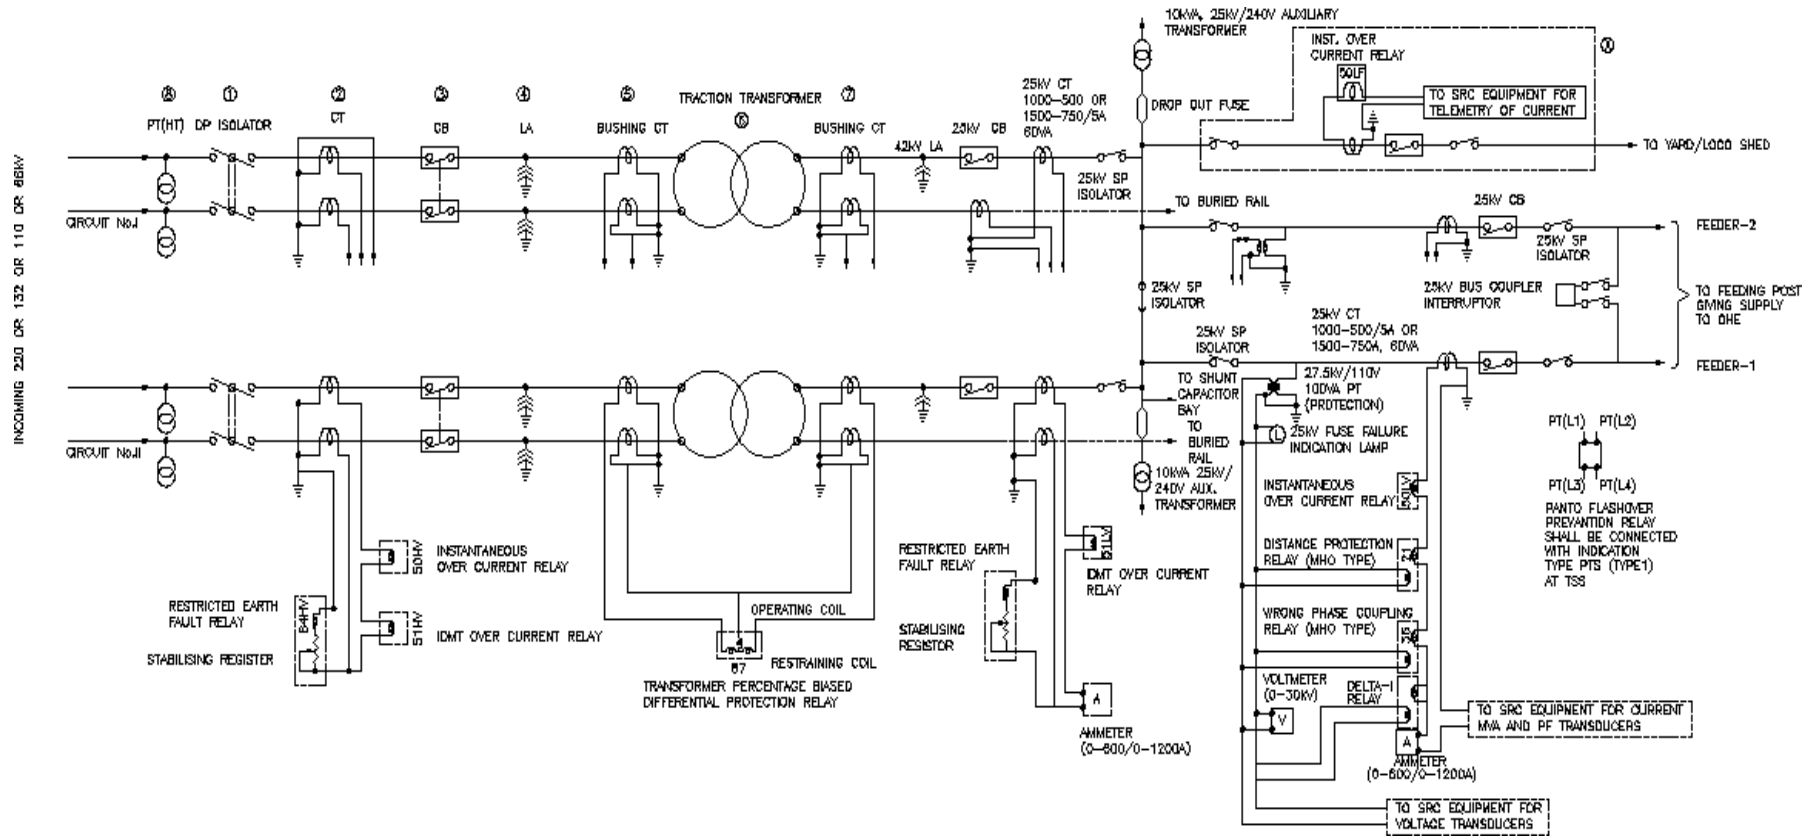 10KVA, 25KV/240V AUXILIARY
TRANSFORMER
INST. OVER
CURRENT RELAY
50LF
TO SRC EQUIPMENT FOR
TELEMETRY OF CURRENT
DROP OUT FUSE
TO YARD/LOCO SHED
25KV CT
1000-500 OR
1500-750/5A
60VA
8
1
2
3
4
5
TRACTION TRANSFORMER
6
7
PT(HT)
DP ISOLATOR
CT
CB
LA
BUSHING CT
BUSHING CT
42KV LA
25KV CB
25KV SP
ISOLATOR
TO BURIED RAIL
INCOMING 220 OR 132 OR 110 OR 66KV
CIRCUIT No.I
25KV CB
FEEDER-2
25KV SP
ISOLATOR
25KV SP
ISOLATOR
25KV BUS COUPLER
INTERRUPTOR
TO FEEDING POST
GIVING SUPPLY
TO OHE
25KV SP
ISOLATOR
25KV CT
1000-500/5A OR
1500-750A, 60VA
FEEDER-1
CIRCUIT No.II
TO SHUNT
CAPACITOR
BAY
TO
BURIED
RAIL
27.5KV/110V
100VA PT
(PROTECTION)
L
25KV FUSE FAILURE
INDICATION LAMP
10KVA 25KV/
240V AUX.
TRANSFORMER
PT(L1) PT(L2)
PT(L3) PT(L4)
PANTO FLASHOVER
PREVANTION RELAY
SHALL BE CONNECTED
WITH INDICATION
TYPE PTS (TYPE1)
AT TSS
INSTANTANEOUS
OVER CURRENT RELAY
50LV
DISTANCE PROTECTION
RELAY (MHO TYPE)
21
WRONG PHASE COUPLING
RELAY (MHO TYPE)
VOLTMETER
(0-30KV)
V
DELTA-I
RELAY
A
AMMETER
(0-600/0-1200A)
TO SRC EQUIPMENT FOR CURRENT
MVA AND PF TRANSDUCERS
TO SRC EQUIPMENT FOR
VOLTAGE TRANSDUCERS
50HV
INSTANTANEOUS
OVER CURRENT RELAY
51HV
IDMT OVER CURRENT RELAY
RESTRICTED EARTH
FAULT RELAY
64HV
STABILISING REGISTER
OPERATING COIL
RESTRAINING COIL
87
TRANSFORMER PERCENTAGE BIASED
DIFFERENTIAL PROTECTION RELAY
RESTRICTED EARTH
FAULT RELAY
STABILISING
RESISTOR
51LV
IDMT OVER CURRENT
RELAY
A
AMMETER
(0-600/0-1200A)